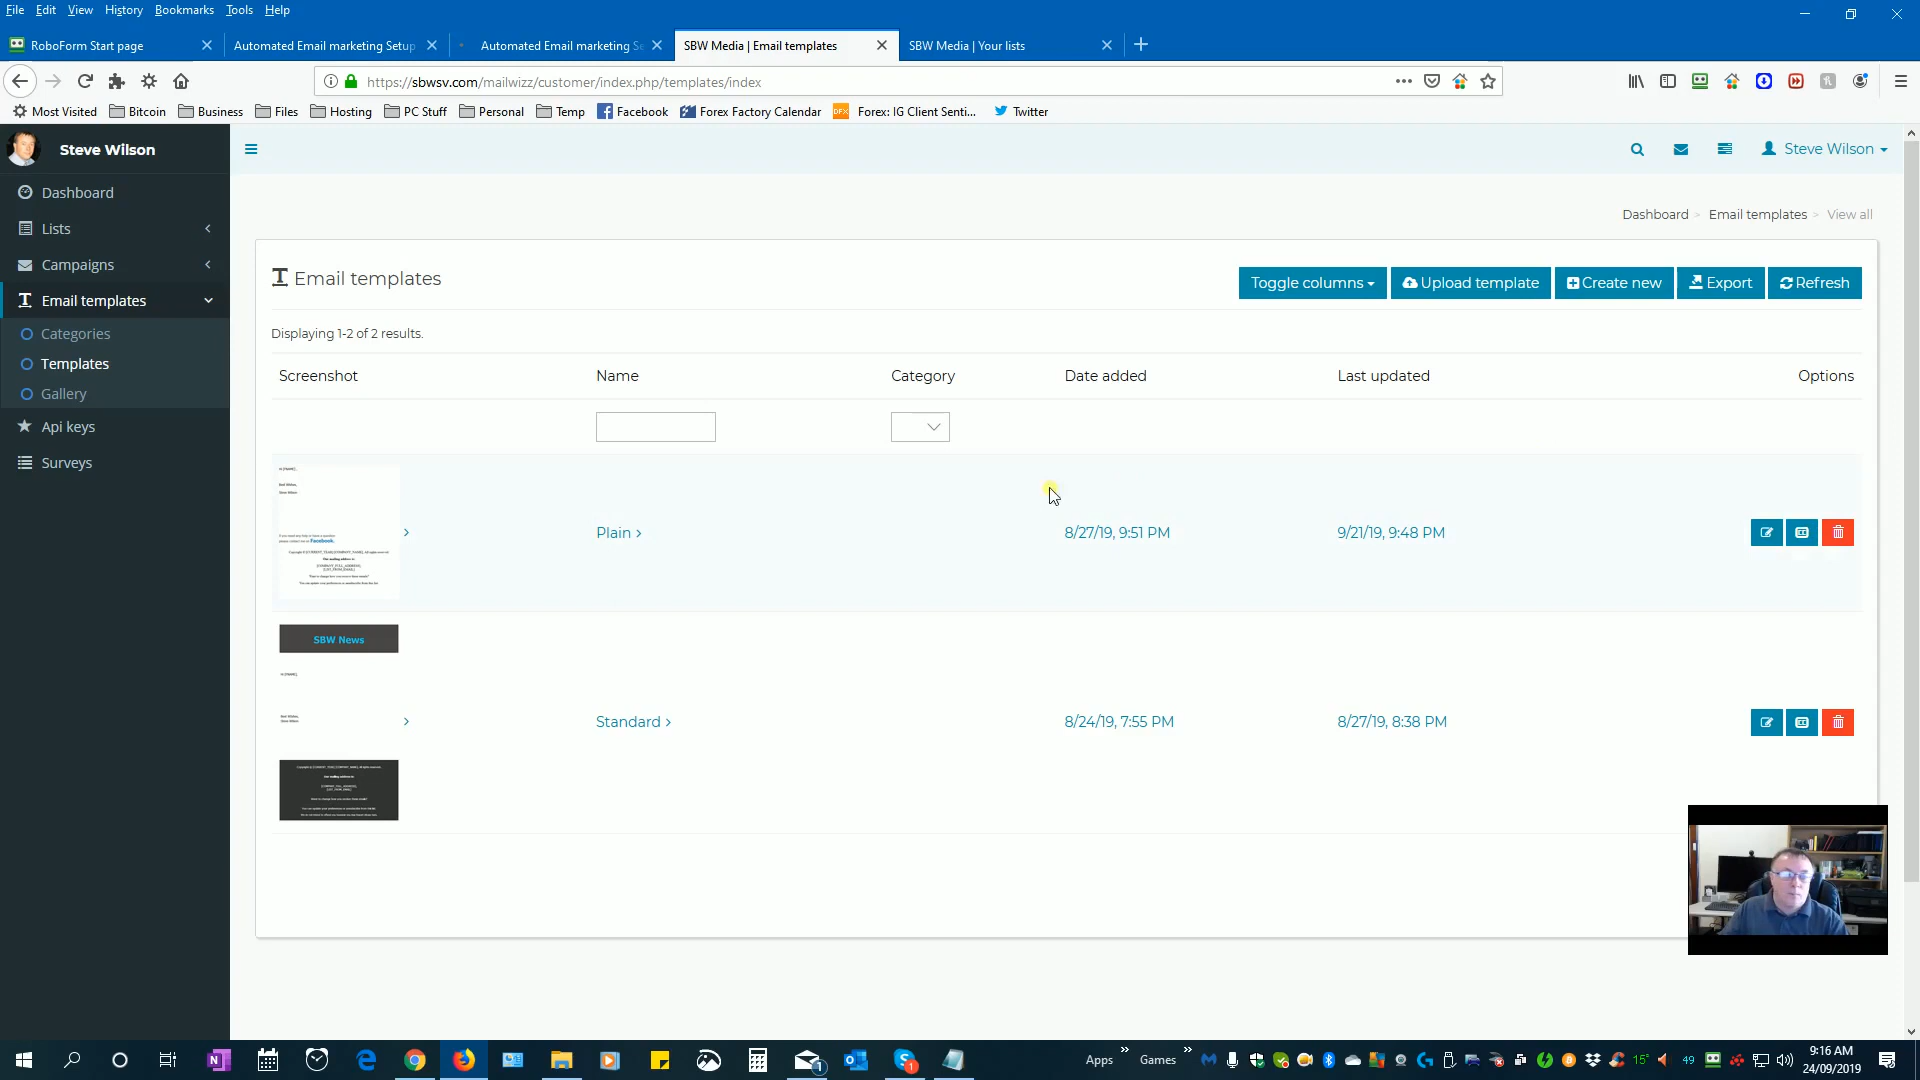 File Edit View History Bookmarks Tools Help
RoboForm Start page
Automated Email marketing Setup
Automated Email marketing Se
SBW Media | Email templates
SBW Media | Your lists
https://sbwsv.com/mailwizz/customer/index.php/templates/index
Most Visited Bitcoin Business Files Hosting PC Stuff Personal Temp Facebook Forex Factory Calendar Forex: IG Client Senti... Twitter
Steve Wilson
Steve Wilson
Dashboard
Lists
Campaigns
Email templates
Categories
Templates
Gallery
Api keys
Surveys
Dashboard > Email templates > View all
Email templates
Toggle columns Upload template Create new Export Refresh
Displaying 1-2 of 2 results.
Screenshot Name Category Date added Last updated Options
Plain > 8/27/19, 9:51 PM 9/21/19, 9:48 PM
Facebook.
SBW News
Standard > 8/24/19, 7:55 PM 8/27/19, 8:38 PM
Apps » Games » 15° 49 9:16 AM
24/09/2019